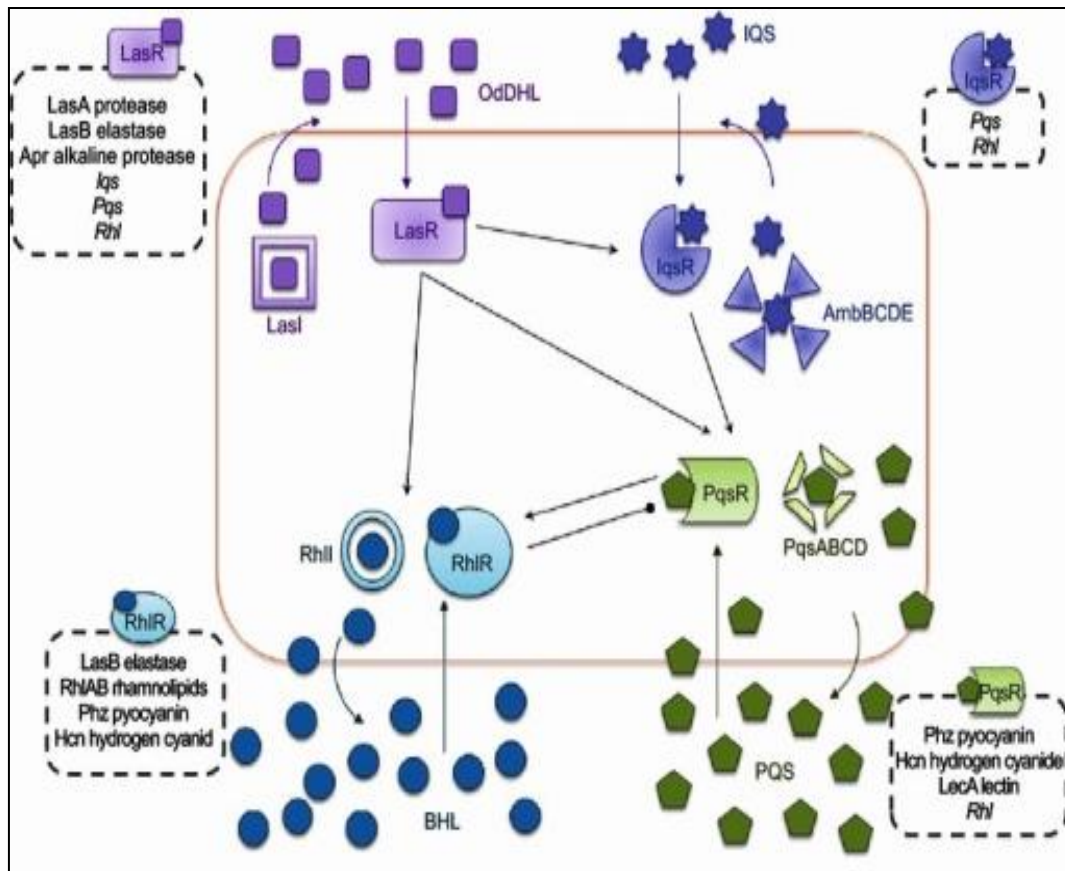 LasR
LasA protease
LasB elastase
Apr alkaline protease
Iqs
Pqs
Rhl
OdDHL
IQS
IqsR
Pqs
Rhl
LasR
IqsR
LasI
AmbBCDE
PqsR
PqsABCD
RhlI
RhlR
RhlR
LasB elastase
RhlAB rhamnolipids
Phz pyocyanin
Hcn hydrogen cyanid
BHL
PQS
PqsR
Phz pyocyanin
Hcn hydrogen cyanide
LecA lectin
Rhl